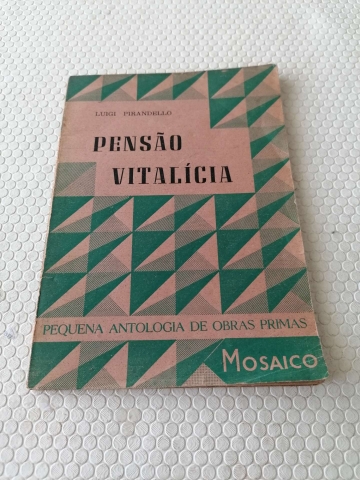 LUIGI PIRANDELLO
PENSÃO
VITALÍCIA
PEQUENA ANTOLOGIA DE OBRAS PRIMAS
MOSAICO